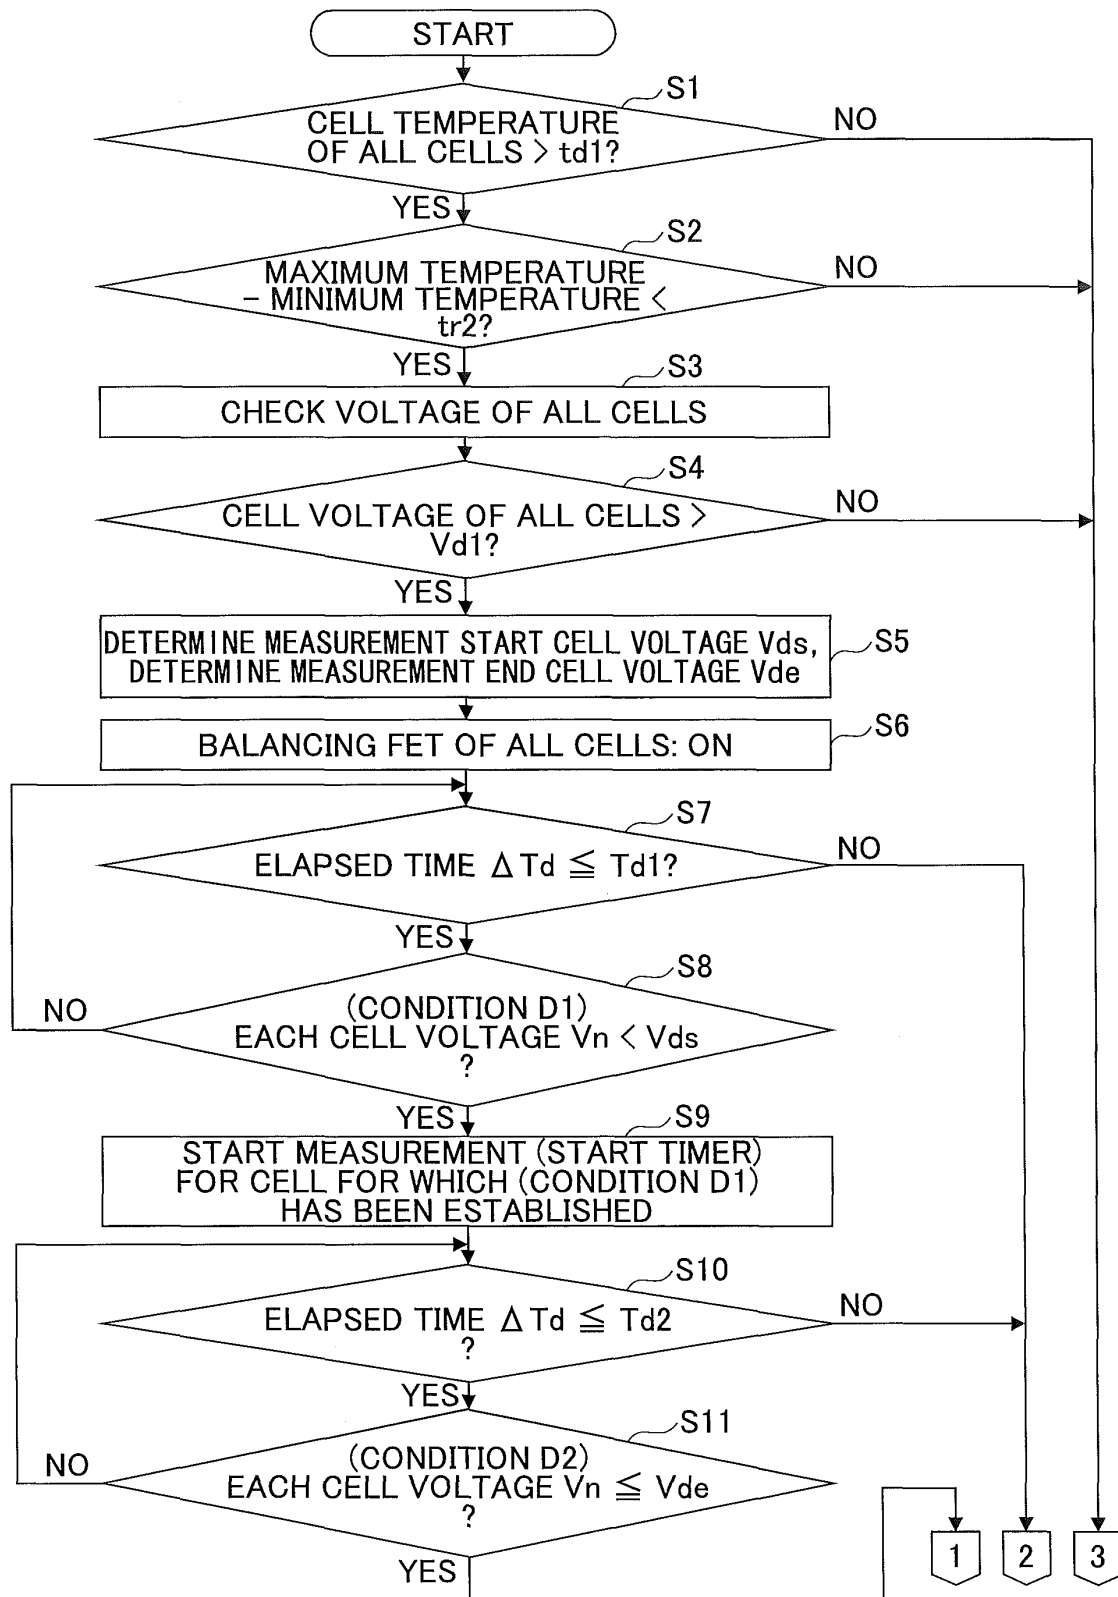 START
S1
CELL TEMPERATURE
OF ALL CELLS > td1?
NO
YES
S2
MAXIMUM TEMPERATURE
- MINIMUM TEMPERATURE <
tr2?
NO
YES
S3
CHECK VOLTAGE OF ALL CELLS
S4
CELL VOLTAGE OF ALL CELLS >
Vd1?
NO
YES
DETERMINE MEASUREMENT START CELL VOLTAGE Vds,
DETERMINE MEASUREMENT END CELL VOLTAGE Vde
S5
BALANCING FET OF ALL CELLS: ON
S6
S7
ELAPSED TIME Δ Td ≦ Td1?
NO
YES
S8
(CONDITION D1)
EACH CELL VOLTAGE Vn < Vds
?
NO
YES
S9
START MEASUREMENT (START TIMER)
FOR CELL FOR WHICH (CONDITION D1)
HAS BEEN ESTABLISHED
S10
ELAPSED TIME Δ Td ≦ Td2
?
NO
YES
S11
(CONDITION D2)
EACH CELL VOLTAGE Vn ≦ Vde
?
NO
YES
1
2
3